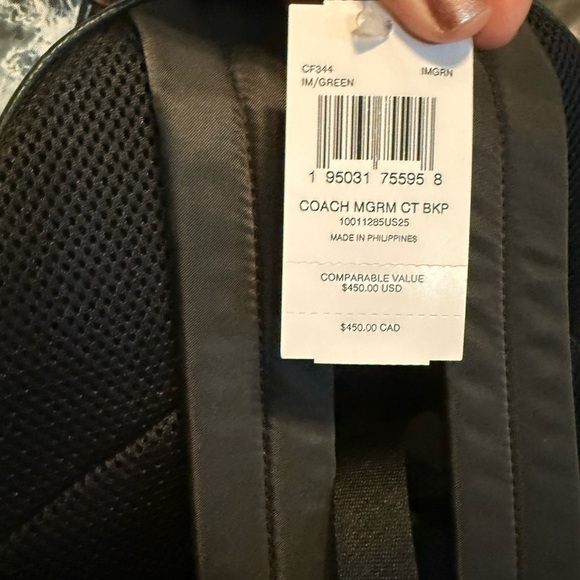 CF344 IMGRN
IM/GREEN
1 95031 75595 8
COACH MGRM CT BKP
10011285US25
MADE IN PHILIPPINES
COMPARABLE VALUE
$450.00 USD
$450.00 CAD